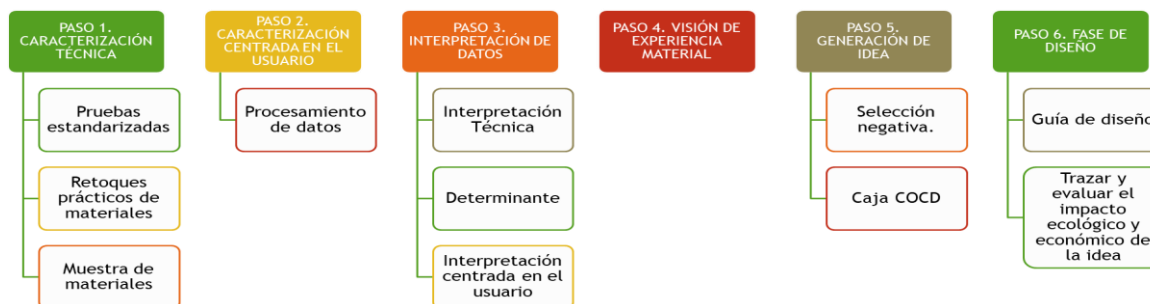 PASO 1.
CARACTERIZACIÓN
TÉCNICA
Pruebas
estandarizadas
Retoques
prácticos de
materiales
Muestra de
materiales
PASO 2.
CARACTERIZACIÓN
CENTRADA EN EL
USUARIO
Procesamiento
de datos
PASO 3.
INTERPRETACIÓN DE
DATOS
Interpretación
Técnica
Determinante
Interpretación
centrada en el
usuario
PASO 4. VISIÓN DE
EXPERIENCIA
MATERIAL
PASO 5.
GENERACIÓN DE
IDEA
Selección
negativa.
Caja COCD
PASO 6. FASE DE
DISEÑO
Guía de diseño
Trazar y
evaluar el
impacto
ecológico y
económico de
la idea